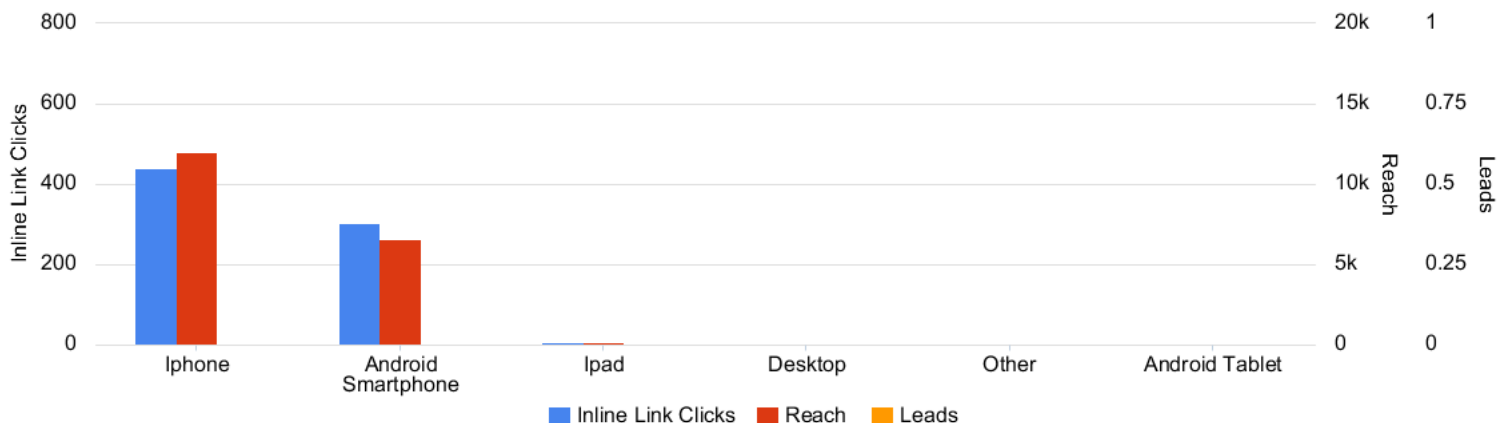 800
600
400
200
0
Inline Link Clicks
20k
15k
10k
5k
0
Reach
1
0.75
0.5
0.25
0
Leads
Iphone
Android
Smartphone
Ipad
Desktop
Other
Android Tablet
Inline Link Clicks
Reach
Leads